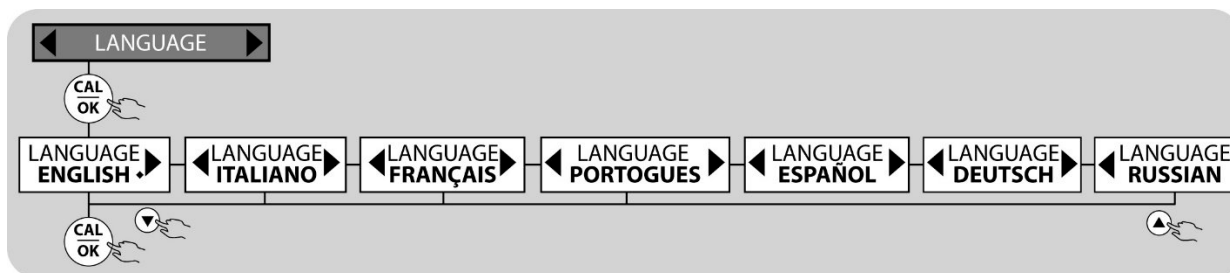 LANGUAGE
CAL
OK
LANGUAGE
ENGLISH
LANGUAGE
ITALIANO
LANGUAGE
FRANÇAIS
LANGUAGE
PORTOGUES
LANGUAGE
ESPAÑOL
LANGUAGE
DEUTSCH
LANGUAGE
RUSSIAN
CAL
OK